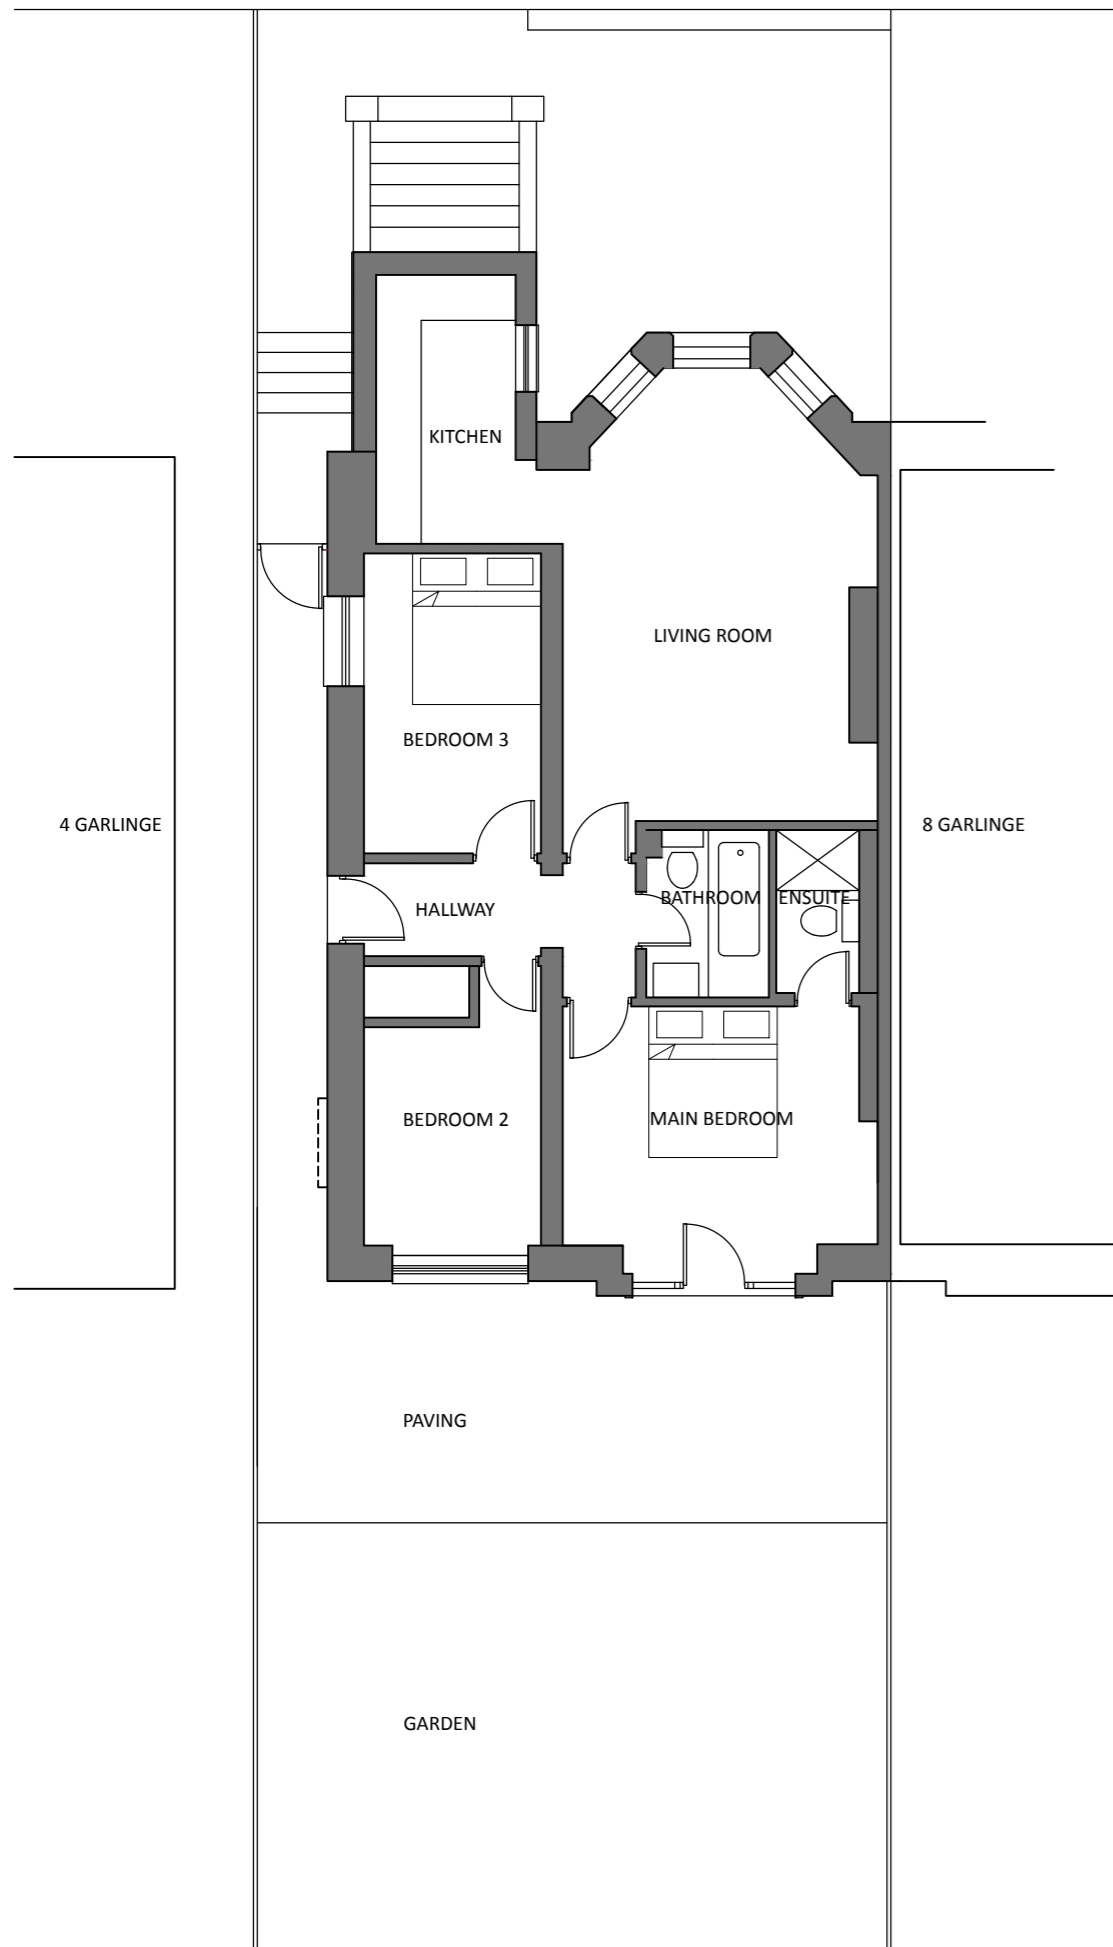 KITCHEN
LIVING ROOM
BEDROOM 3
4 GARLINGE
8 GARLINGE
BATHROOM
ENSUITE
HALLWAY
BEDROOM 2
MAIN BEDROOM
PAVING
GARDEN